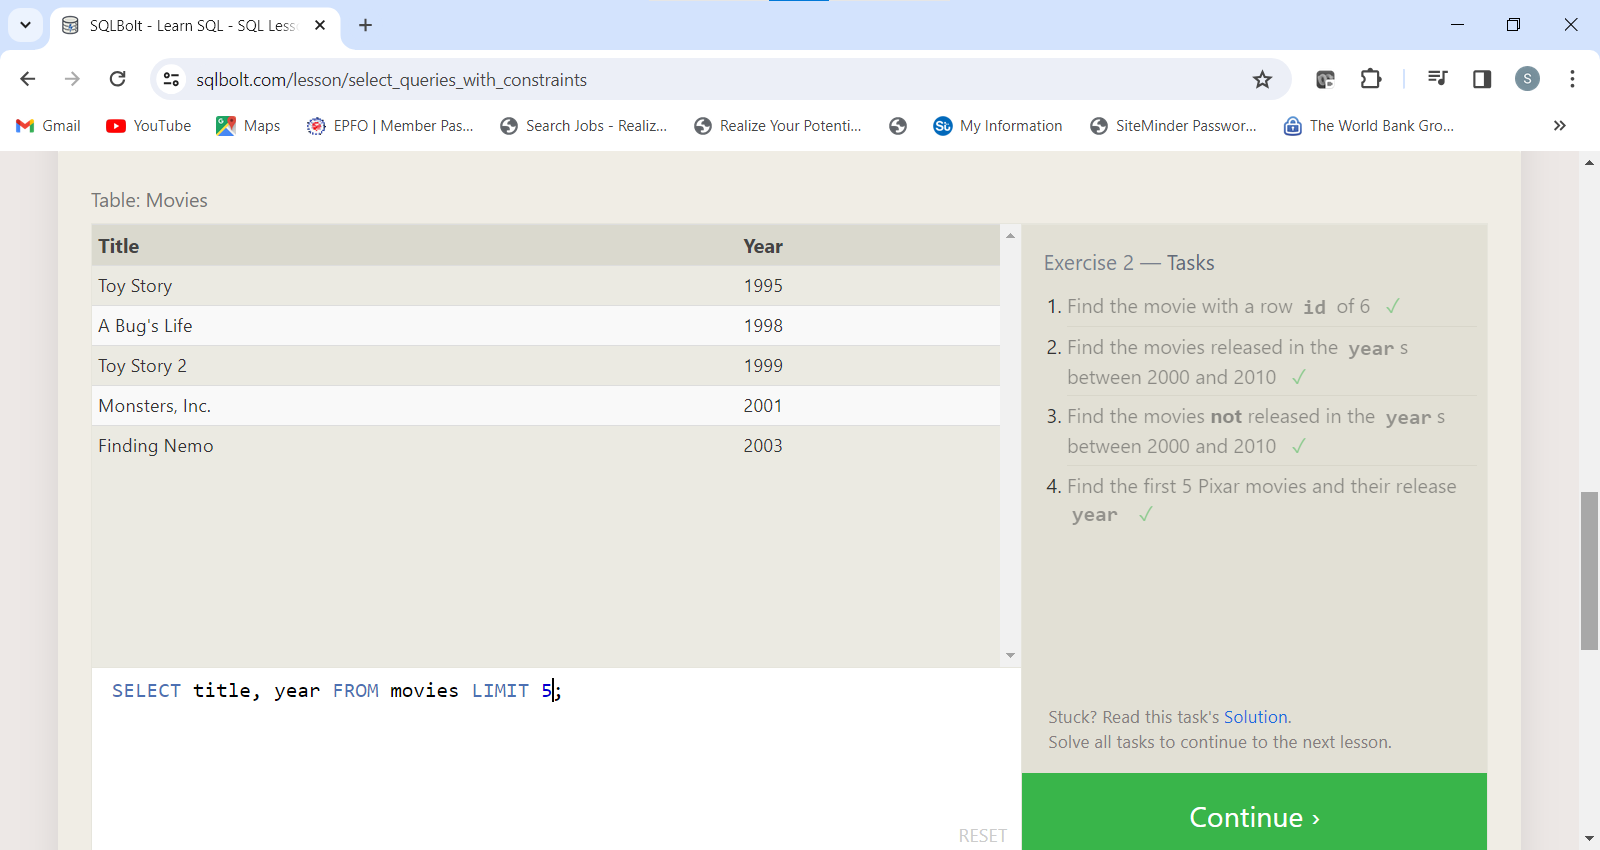 SQLBolt - Learn SQL - SQL Less
sqlbolt.com/lesson/select_queries_with_constraints
S
Gmail YouTube Maps EPFO | Member Pas... Search Jobs - Realiz... Realize Your Potenti... St My Information SiteMinder Passwor... The World Bank Gro...
Table: Movies
Title Year
Toy Story 1995
A Bug's Life 1998
Toy Story 2 1999
Monsters, Inc. 2001
Finding Nemo 2003
SELECT title, year FROM movies LIMIT 5;
RESET
Exercise 2 — Tasks
1. Find the movie with a row id of 6 ✓
2. Find the movies released in the year s
between 2000 and 2010 ✓
3. Find the movies not released in the year s
between 2000 and 2010 ✓
4. Find the first 5 Pixar movies and their release
year ✓
Stuck? Read this task's Solution.
Solve all tasks to continue to the next lesson.
Continue ›